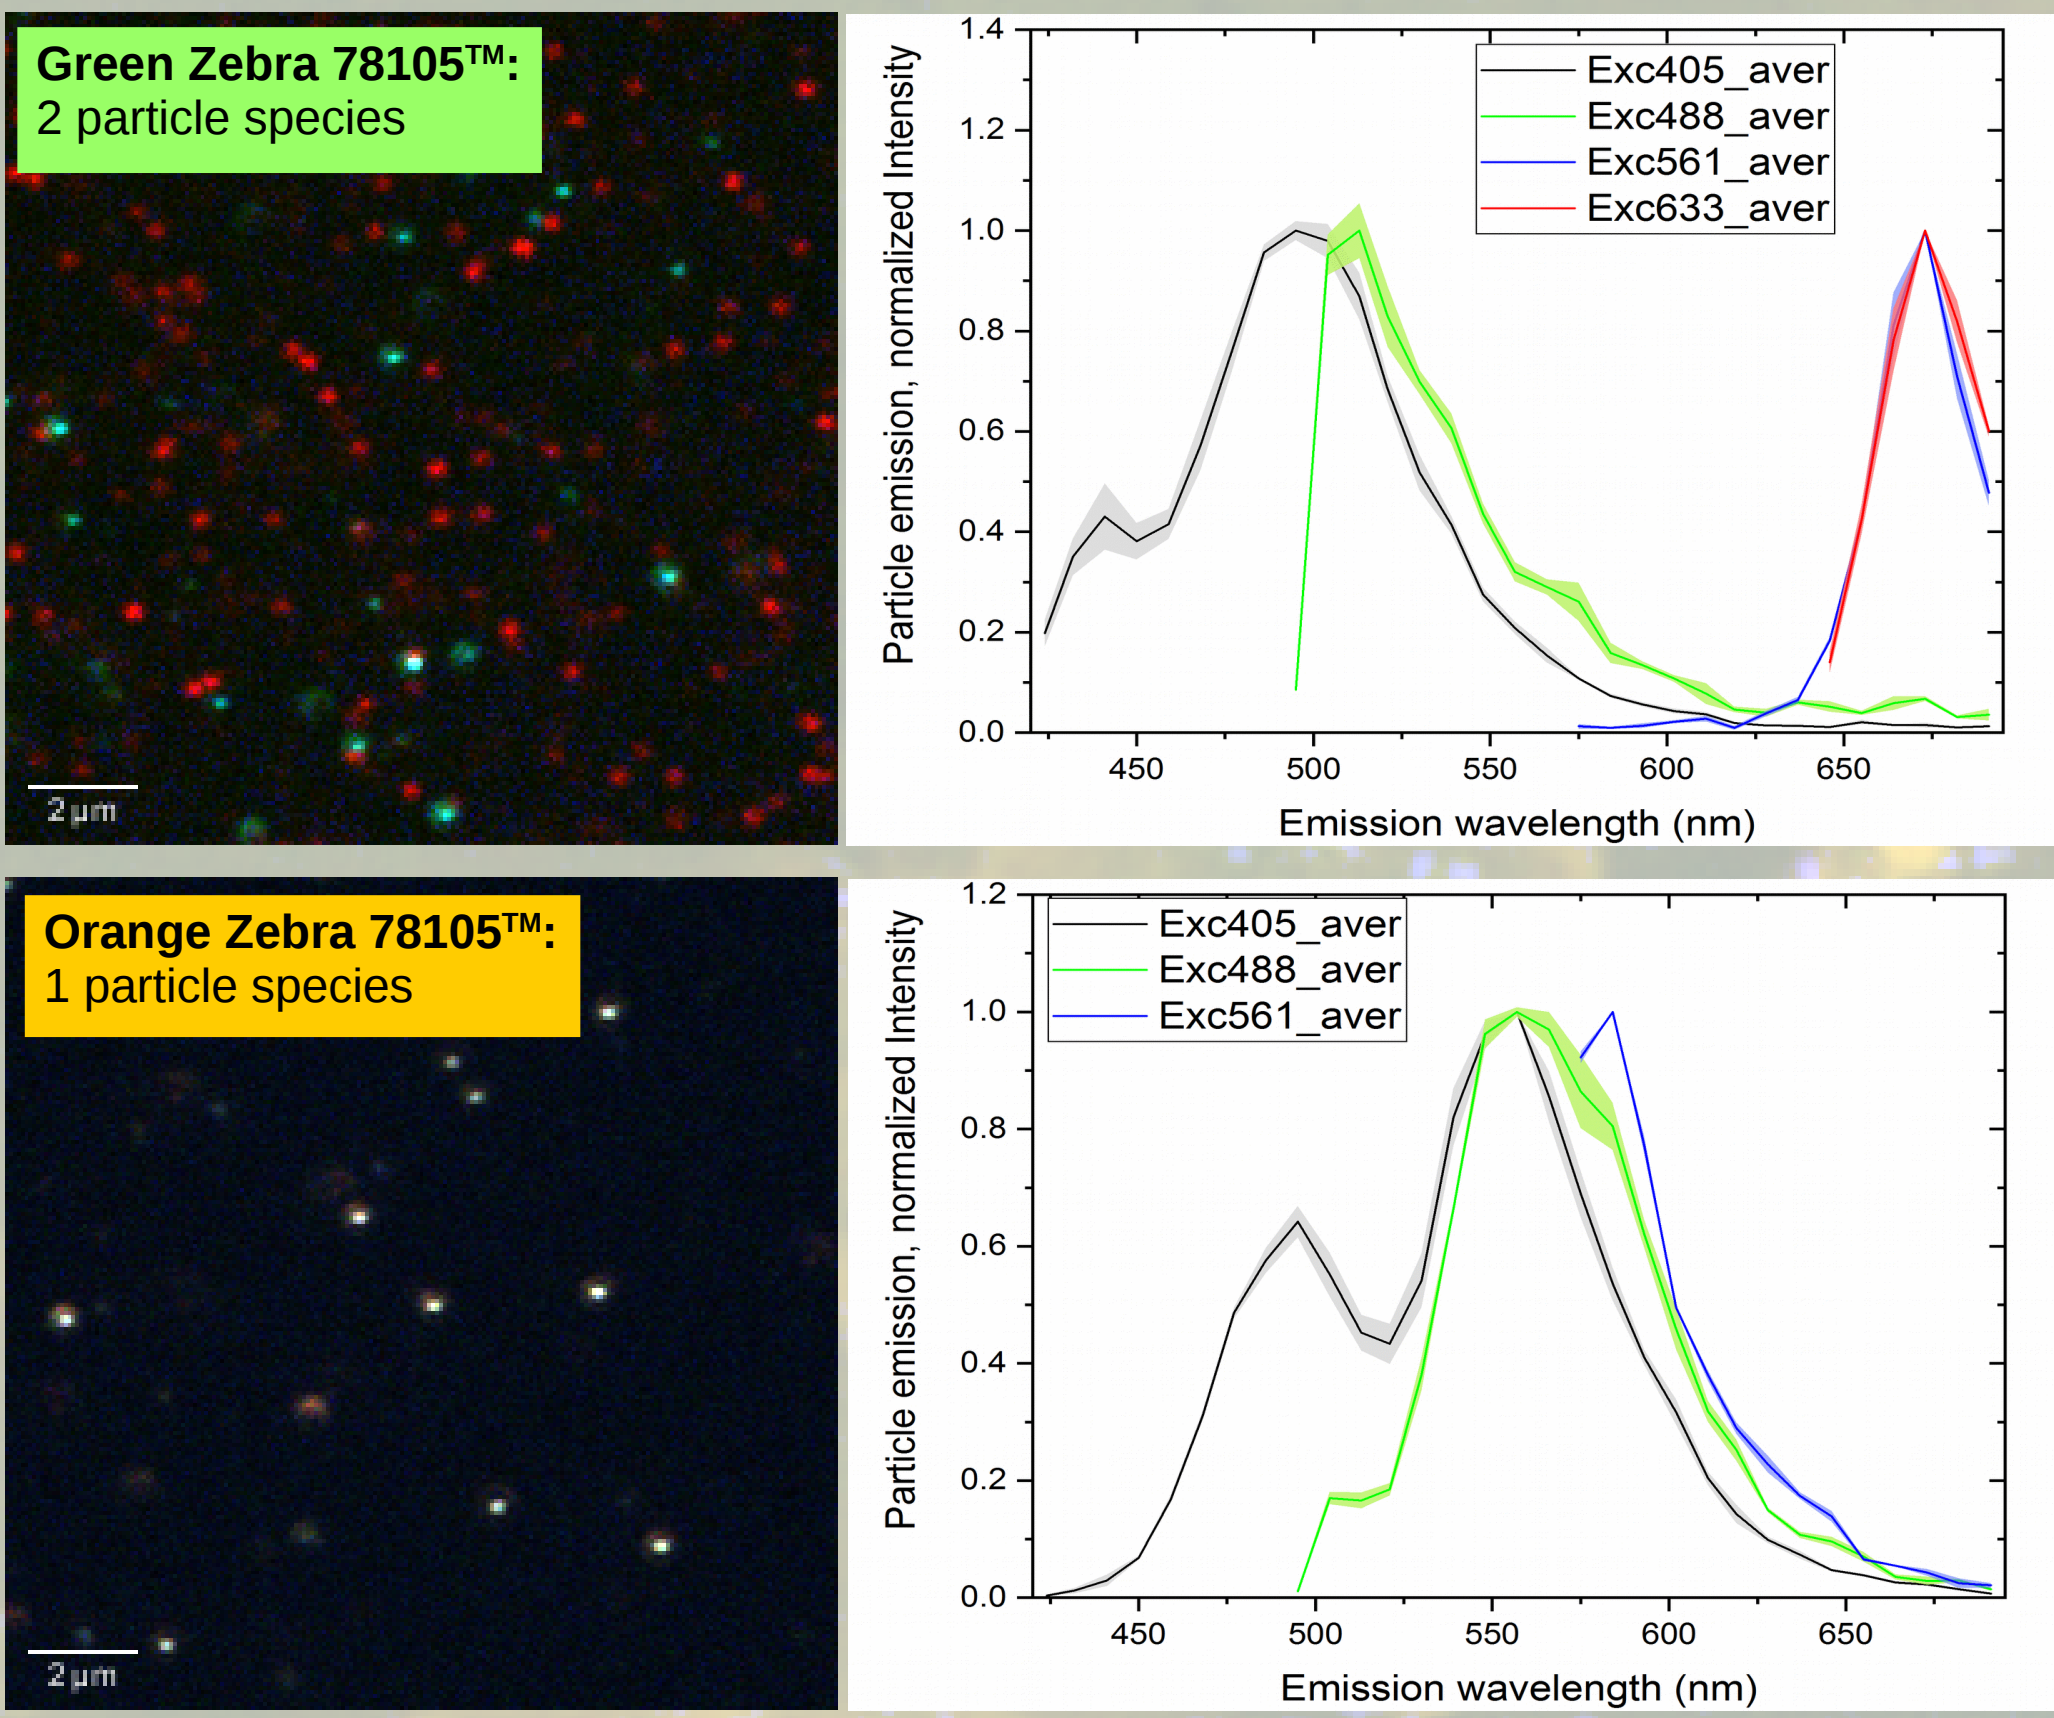 Green Zebra 78105™:
2 particle species
2 µm
Particle emission, normalized Intensity
1.4
1.2
1.0
0.8
0.6
0.4
0.2
0.0
Exc405_aver
Exc488_aver
Exc561_aver
Exc633_aver
450 500 550 600 650
Emission wavelength (nm)
Orange Zebra 78105™:
1 particle species
2 µm
Particle emission, normalized Intensity
1.2
1.0
0.8
0.6
0.4
0.2
0.0
Exc405_aver
Exc488_aver
Exc561_aver
450 500 550 600 650
Emission wavelength (nm)